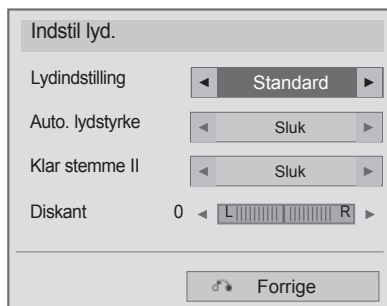 Indstil lyd.
Lydindstilling ◄ Standard ►
Auto. lydstyrke ◄ Sluk ►
Klar stemme II ◄ Sluk ►
Diskant 0 ◄ L R ►
Forrige